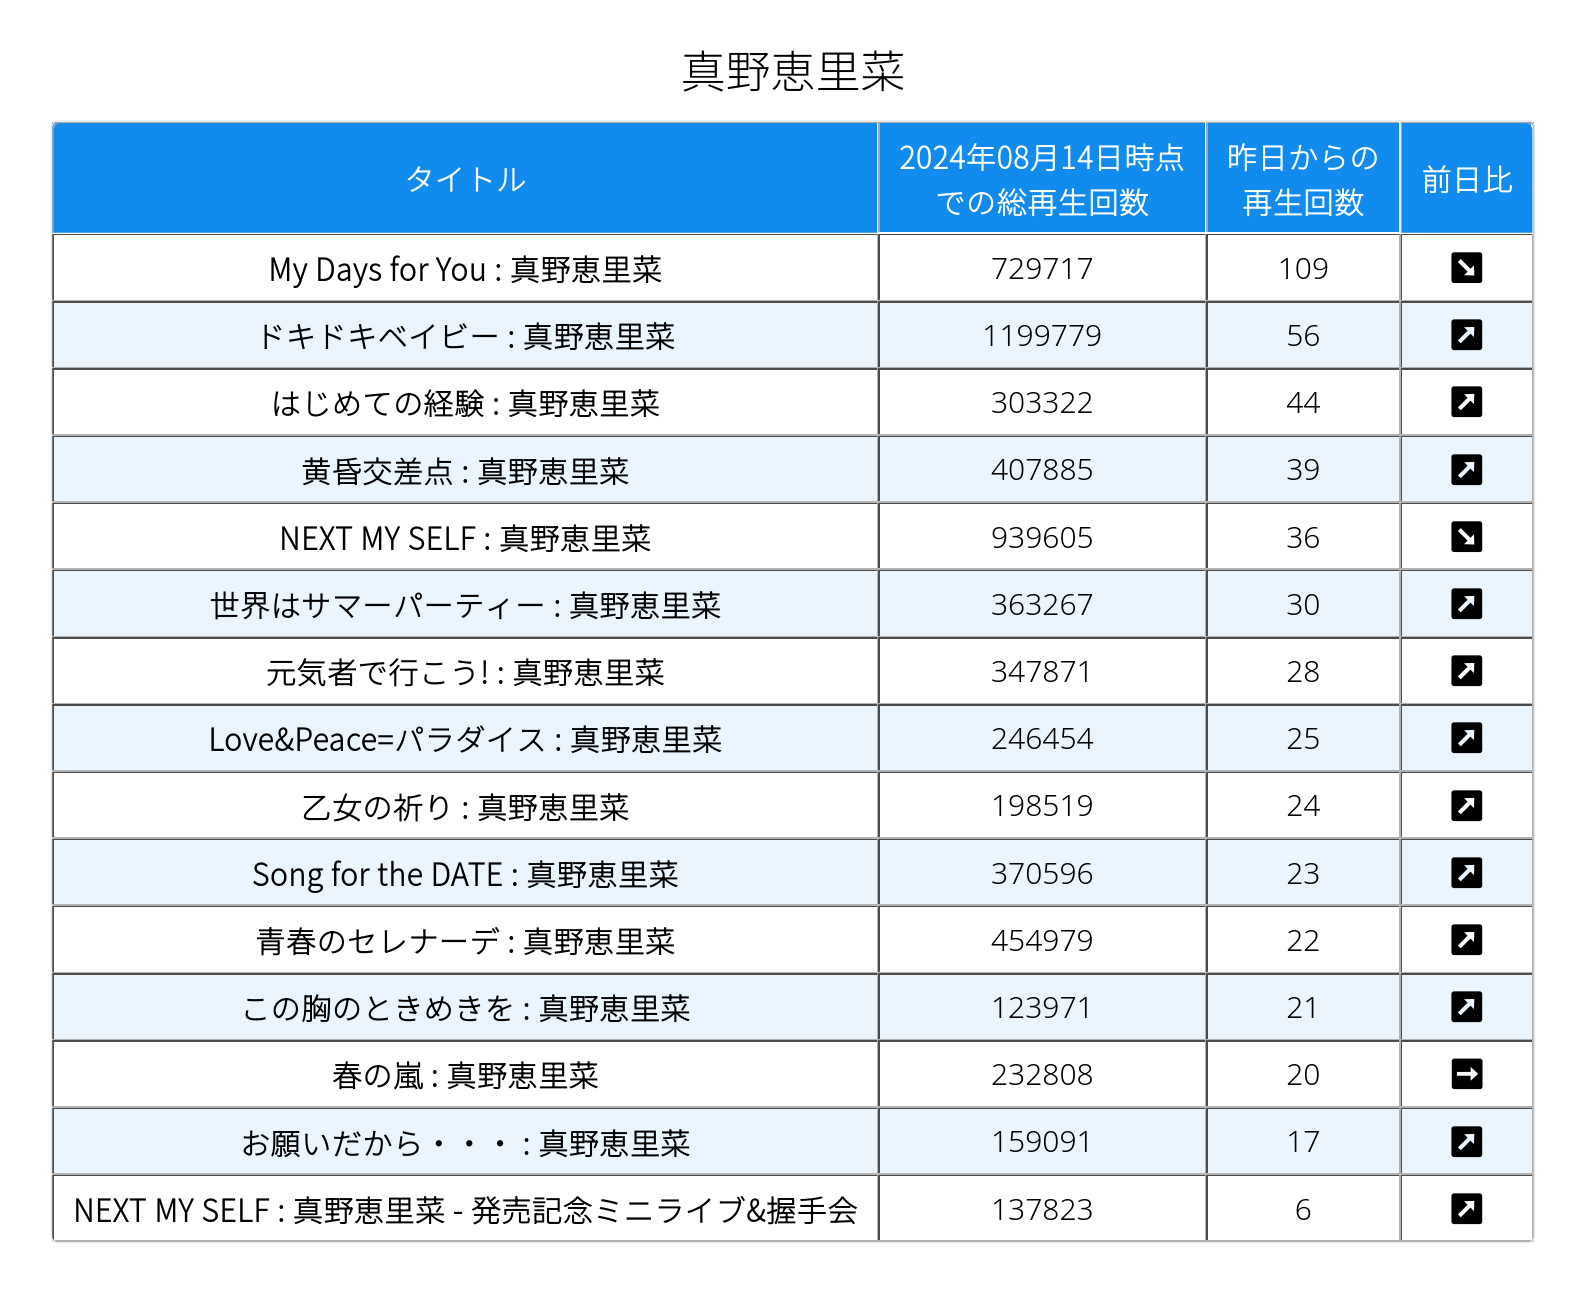 真野恵里菜
タイトル 2024年08月14日時点での総再生回数 昨日からの再生回数 前日比
My Days for You : 真野恵里菜 729717 109 ↘
ドキドキベイビー : 真野恵里菜 1199779 56 ↗
はじめての経験 : 真野恵里菜 303322 44 ↗
黄昏交差点 : 真野恵里菜 407885 39 ↗
NEXT MY SELF : 真野恵里菜 939605 36 ↘
世界はサマーパーティー : 真野恵里菜 363267 30 ↗
元気者で行こう! : 真野恵里菜 347871 28 ↗
Love&Peace=パラダイス : 真野恵里菜 246454 25 ↗
乙女の祈り : 真野恵里菜 198519 24 ↗
Song for the DATE : 真野恵里菜 370596 23 ↗
青春のセレナーデ : 真野恵里菜 454979 22 ↗
この胸のときめきを : 真野恵里菜 123971 21 ↗
春の嵐 : 真野恵里菜 232808 20 →
お願いだから・・・ : 真野恵里菜 159091 17 ↗
NEXT MY SELF : 真野恵里菜 - 発売記念ミニライブ&握手会 137823 6 ↗